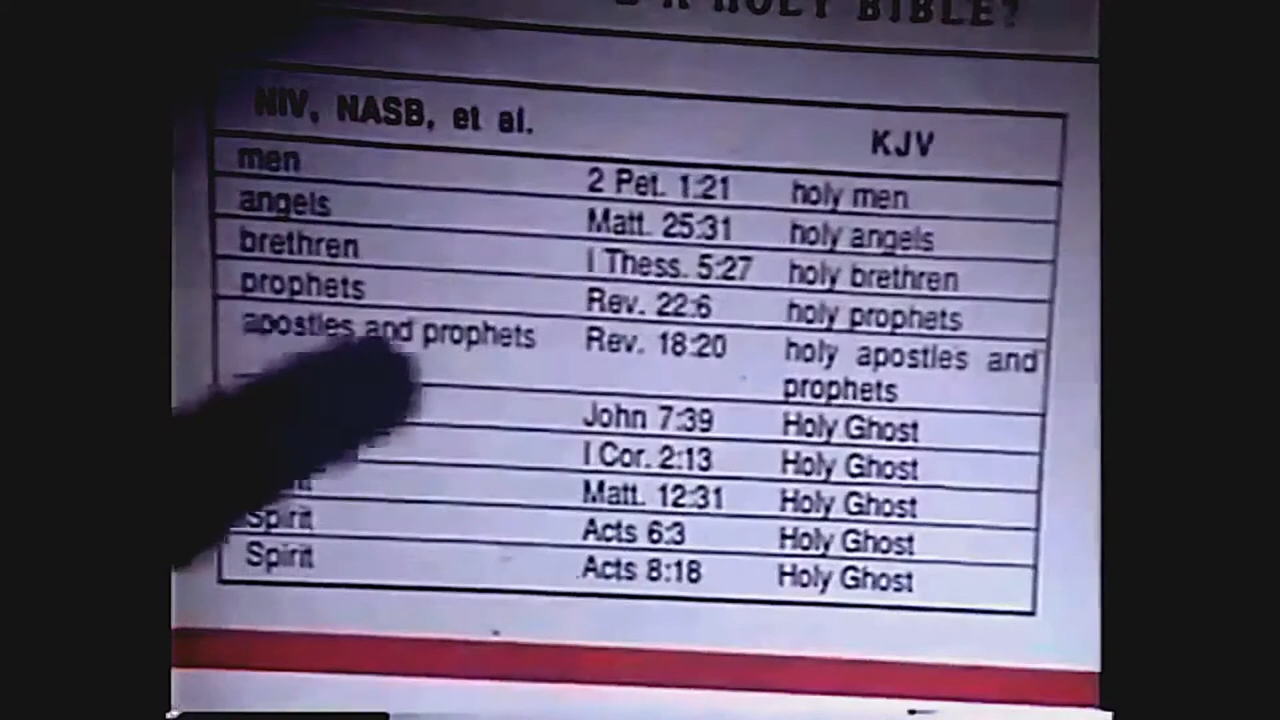 A HOLY BIBLE?
NIV, NASB, et al. KJV
men 2 Pet. 1:21 holy men
angels Matt. 25:31 holy angels
brethren I Thess. 5:27 holy brethren
prophets Rev. 22:6 holy prophets
apostles and prophets Rev. 18:20 holy apostles and
prophets
John 7:39 Holy Ghost
I Cor. 2:13 Holy Ghost
Matt. 12:31 Holy Ghost
Spirit Acts 6:3 Holy Ghost
Spirit Acts 8:18 Holy Ghost